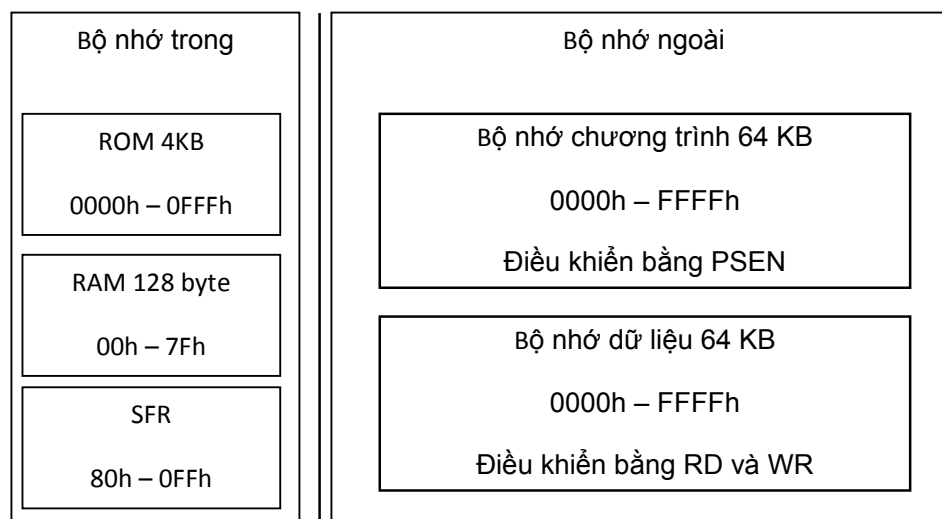 Bộ nhớ trong
ROM 4KB
0000h – 0FFFh
RAM 128 byte
00h – 7Fh
SFR
80h – 0FFh
Bộ nhớ ngoài
Bộ nhớ chương trình 64 KB
0000h – FFFFh
Điều khiển bằng PSEN
Bộ nhớ dữ liệu 64 KB
0000h – FFFFh
Điều khiển bằng RD và WR